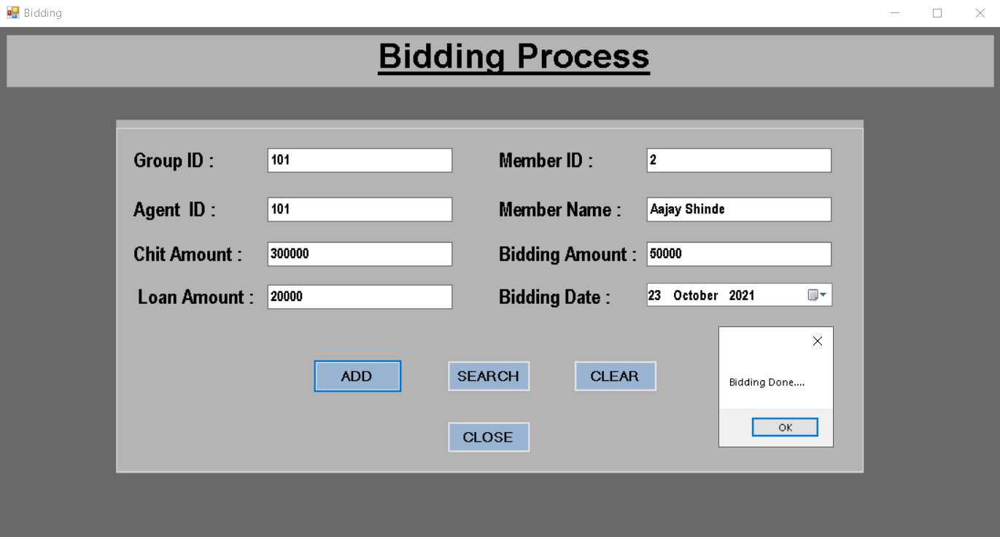 Bidding
Bidding Process
Group ID : 101 Member ID : 2
Agent ID : 101 Member Name : Aajay Shinde
Chit Amount : 300000 Bidding Amount : 50000
Loan Amount : 20000 Bidding Date : 23 October 2021
ADD SEARCH CLEAR
Bidding Done....
OK
CLOSE